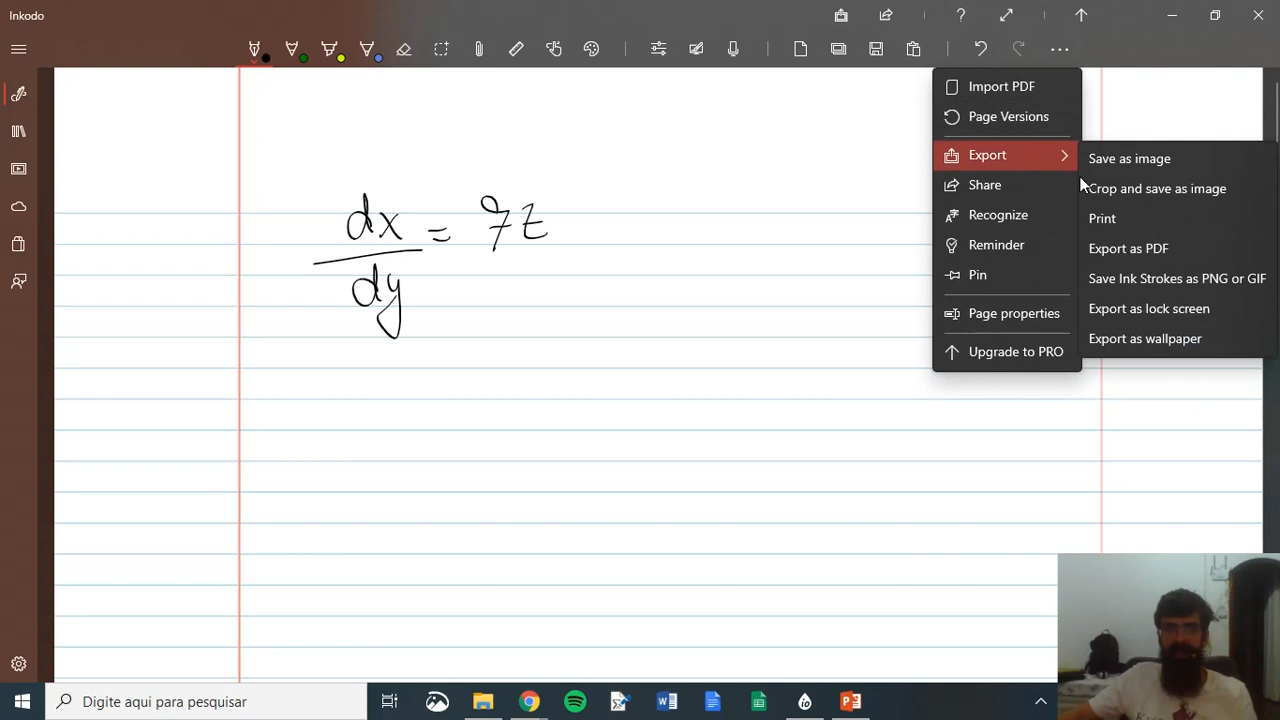 Inkodo
Import PDF
Page Versions
Export
Share
Recognize
Reminder
Pin
Page properties
Upgrade to PRO
Save as image
Crop and save as image
Print
Export as PDF
Save Ink Strokes as PNG or GIF
Export as lock screen
Export as wallpaper
dx = 7z
dy
Digite aqui para pesquisar